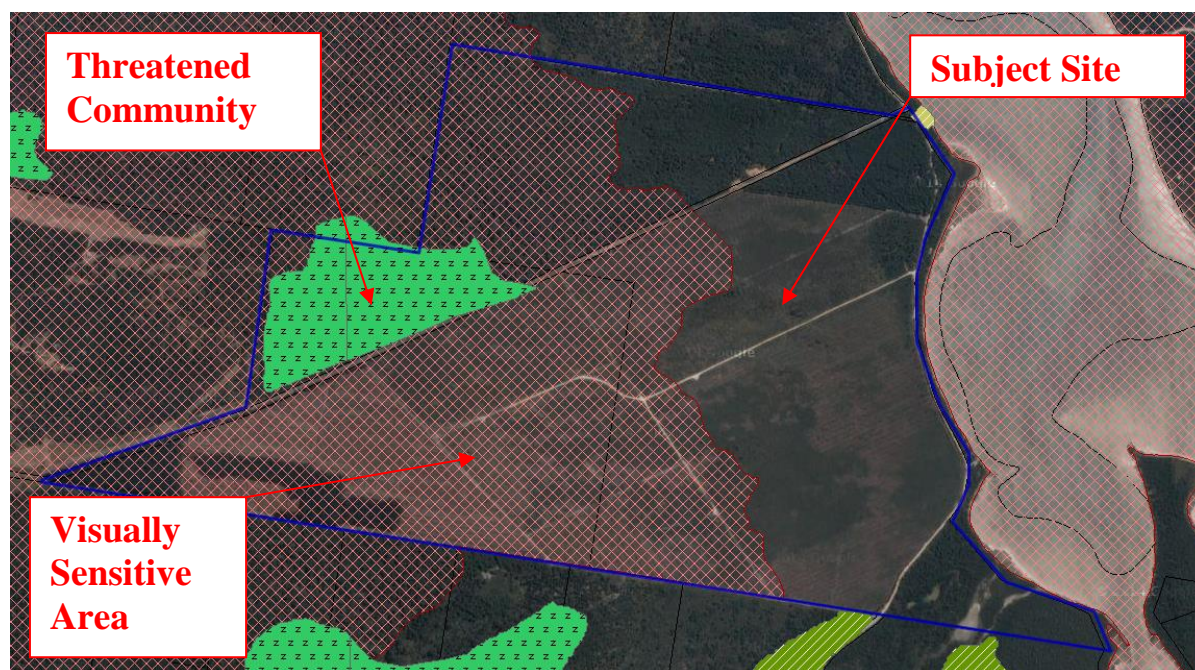 Threatened
Community
Subject Site
Visually
Sensitive
Area